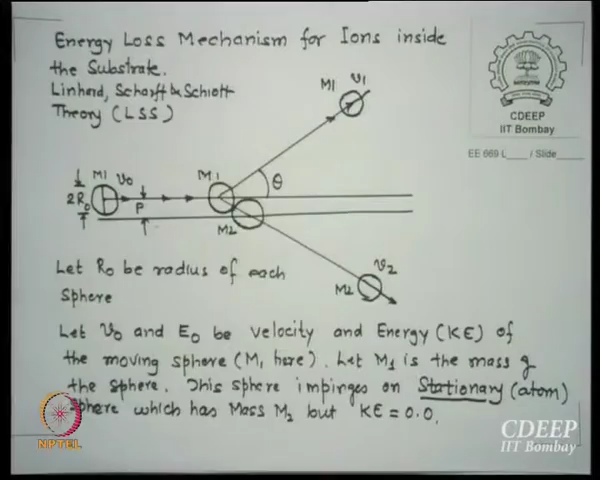 Energy Loss Mechanism for Ions inside
the Substrate.
Linhard, Scharff & Schiott
Theory (LSS)
CDEEP
IIT Bombay
EE 669 L___ / Slide___
M1 v1
M1 v0
M1
θ
2R0
P
M2
v2
M2
Let R0 be radius of each
Sphere
Let v0 and E0 be velocity and Energy (KE) of
the moving sphere (M1 here). Let M1 is the mass of
the sphere. This sphere impinges on Stationary (atom)
Sphere which has Mass M2 but KE = 0.0.
NPTEL
CDEEP
IIT Bombay